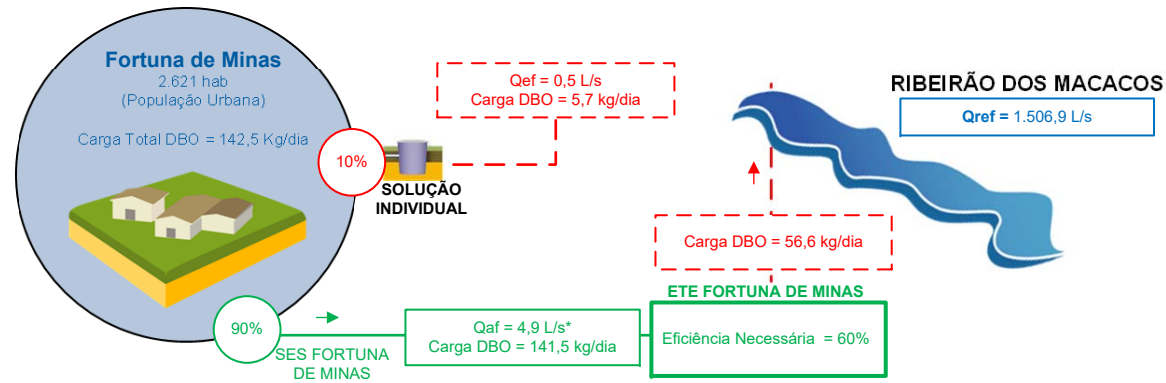 Fortuna de Minas
2.621 hab
(População Urbana)
Carga Total DBO = 142,5 Kg/dia
10%
SOLUÇÃO
INDIVIDUAL
Qef = 0,5 L/s
Carga DBO = 5,7 kg/dia
RIBEIRÃO DOS MACACOS
Qref = 1.506,9 L/s
Carga DBO = 56,6 kg/dia
ETE FORTUNA DE MINAS
Eficiência Necessária = 60%
90%
SES FORTUNA
DE MINAS
Qaf = 4,9 L/s*
Carga DBO = 141,5 kg/dia